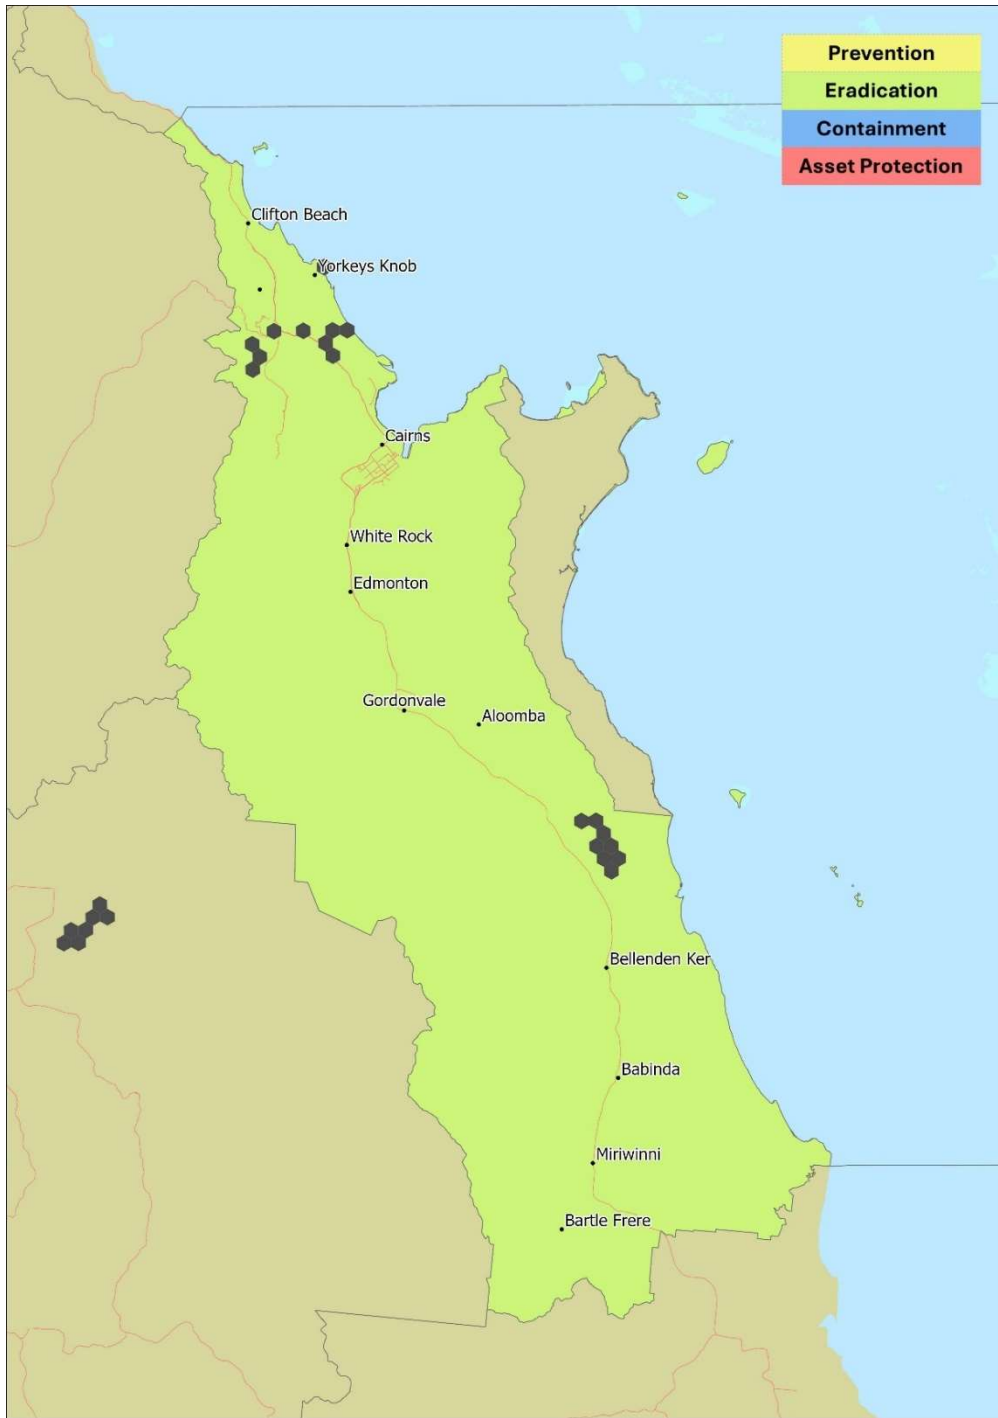 Prevention
Eradication
Containment
Asset Protection
Clifton Beach
Yorkeys Knob
Cairns
White Rock
Edmonton
Gordonvale
Aloomba
Bellenden Ker
Babinda
Miriwinni
Bartle Frere